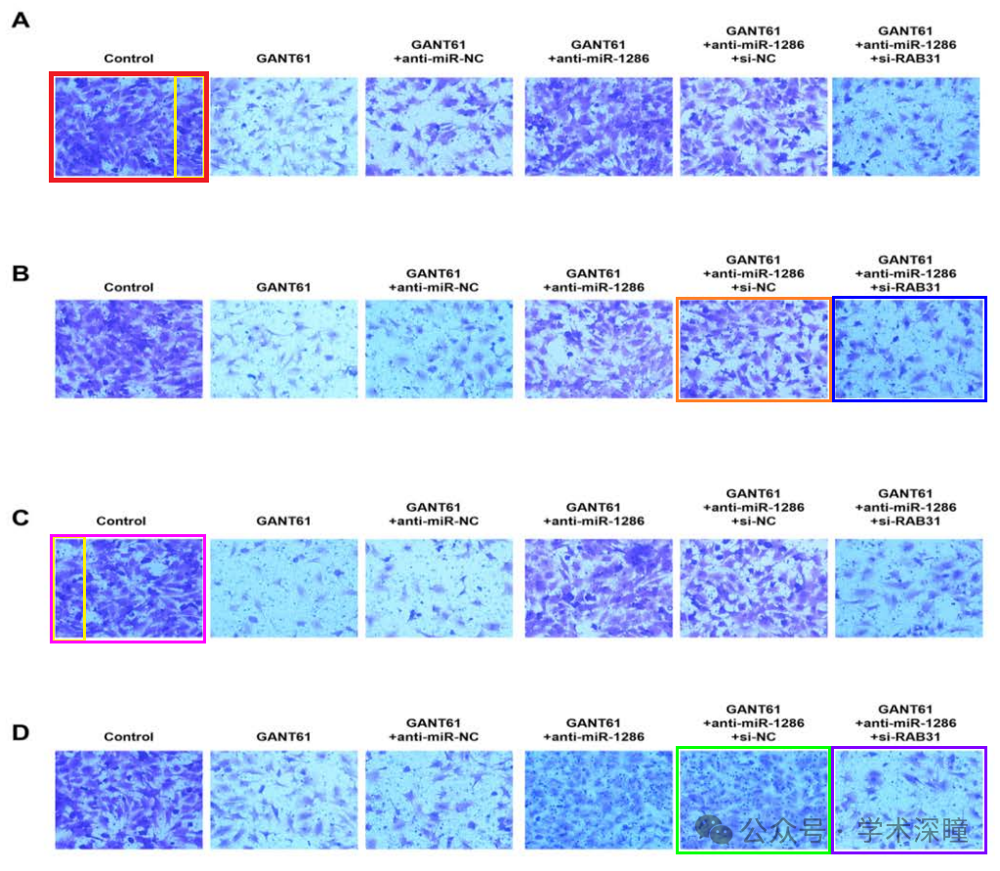 A
Control
GANT61
GANT61
+anti-miR-NC
GANT61
+anti-miR-1286
GANT61
+anti-miR-1286
+si-NC
GANT61
+anti-miR-1286
+si-RAB31
B
Control
GANT61
GANT61
+anti-miR-NC
GANT61
+anti-miR-1286
GANT61
+anti-miR-1286
+si-NC
GANT61
+anti-miR-1286
+si-RAB31
C
Control
GANT61
GANT61
+anti-miR-NC
GANT61
+anti-miR-1286
GANT61
+anti-miR-1286
+si-NC
GANT61
+anti-miR-1286
+si-RAB31
D
Control
GANT61
GANT61
+anti-miR-NC
GANT61
+anti-miR-1286
GANT61
+anti-miR-1286
+si-NC
GANT61
+anti-miR-1286
+si-RAB31
公众号 · 学术深瞳